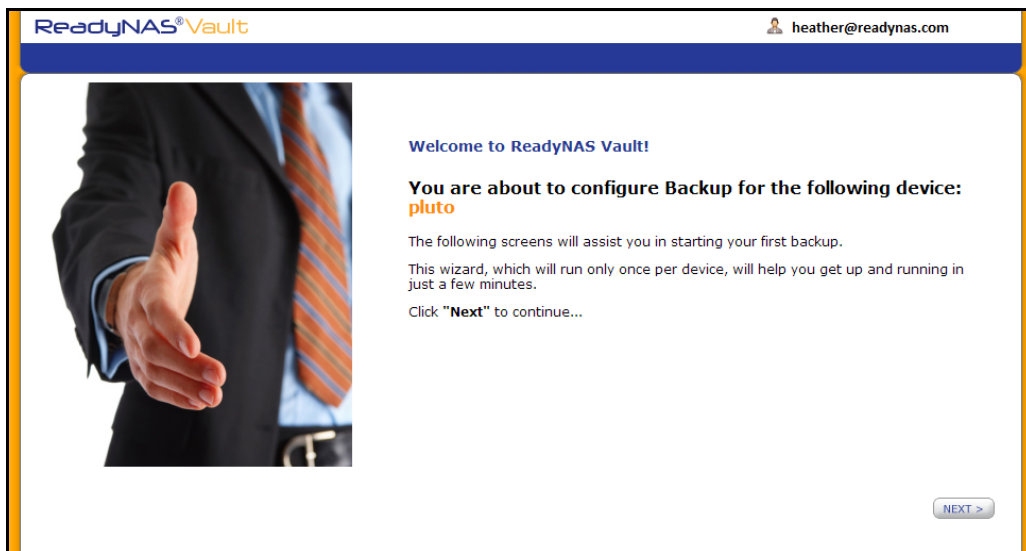 ReadyNAS® Vault
heather@readynas.com
Welcome to ReadyNAS Vault!
You are about to configure Backup for the following device:
pluto
The following screens will assist you in starting your first backup.
This wizard, which will run only once per device, will help you get up and running in
just a few minutes.
Click "Next" to continue...
NEXT >